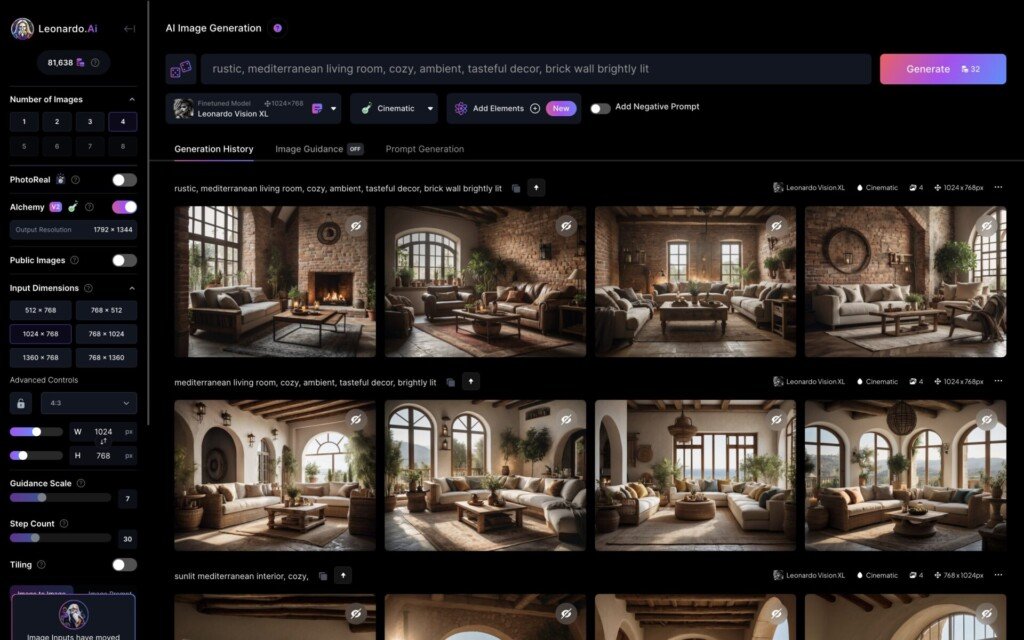 Leonardo.Ai
81,638
Number of Images
1 2 3 4
5 6 7 8
PhotoReal
Alchemy V2
Output Resolution 1792 × 1344
Public Images
Input Dimensions
512 × 768 768 × 512
1024 × 768 768 × 1024
1360 × 768 768 × 1360
Advanced Controls
4:3
W 1024 px
H 768 px
Guidance Scale
7
Step Count
30
Tiling
Image to Image Image Prompt
Image Inputs have moved
AI Image Generation
rustic, mediterranean living room, cozy, ambient, tasteful decor, brick wall brightly lit
Generate 32
Finetuned Model 1024×768
Leonardo Vision XL
Cinematic
Add Elements New
Add Negative Prompt
Generation History Image Guidance OFF Prompt Generation
rustic, mediterranean living room, cozy, ambient, tasteful decor, brick wall brightly lit
Leonardo Vision XL Cinematic 4 1024x768px
mediterranean living room, cozy, ambient, tasteful decor, brightly lit
Leonardo Vision XL Cinematic 4 1024x768px
sunlit mediterranean interior, cozy,
Leonardo Vision XL Cinematic 4 768x1024px